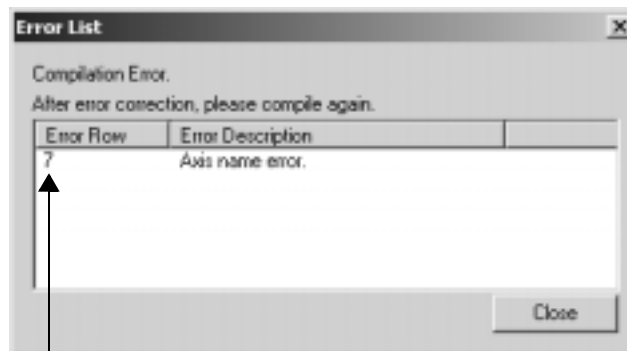 Error List
Compilation Error.
After error correction, please compile again.
Error Row Error Description
7 Axis name error.
Close